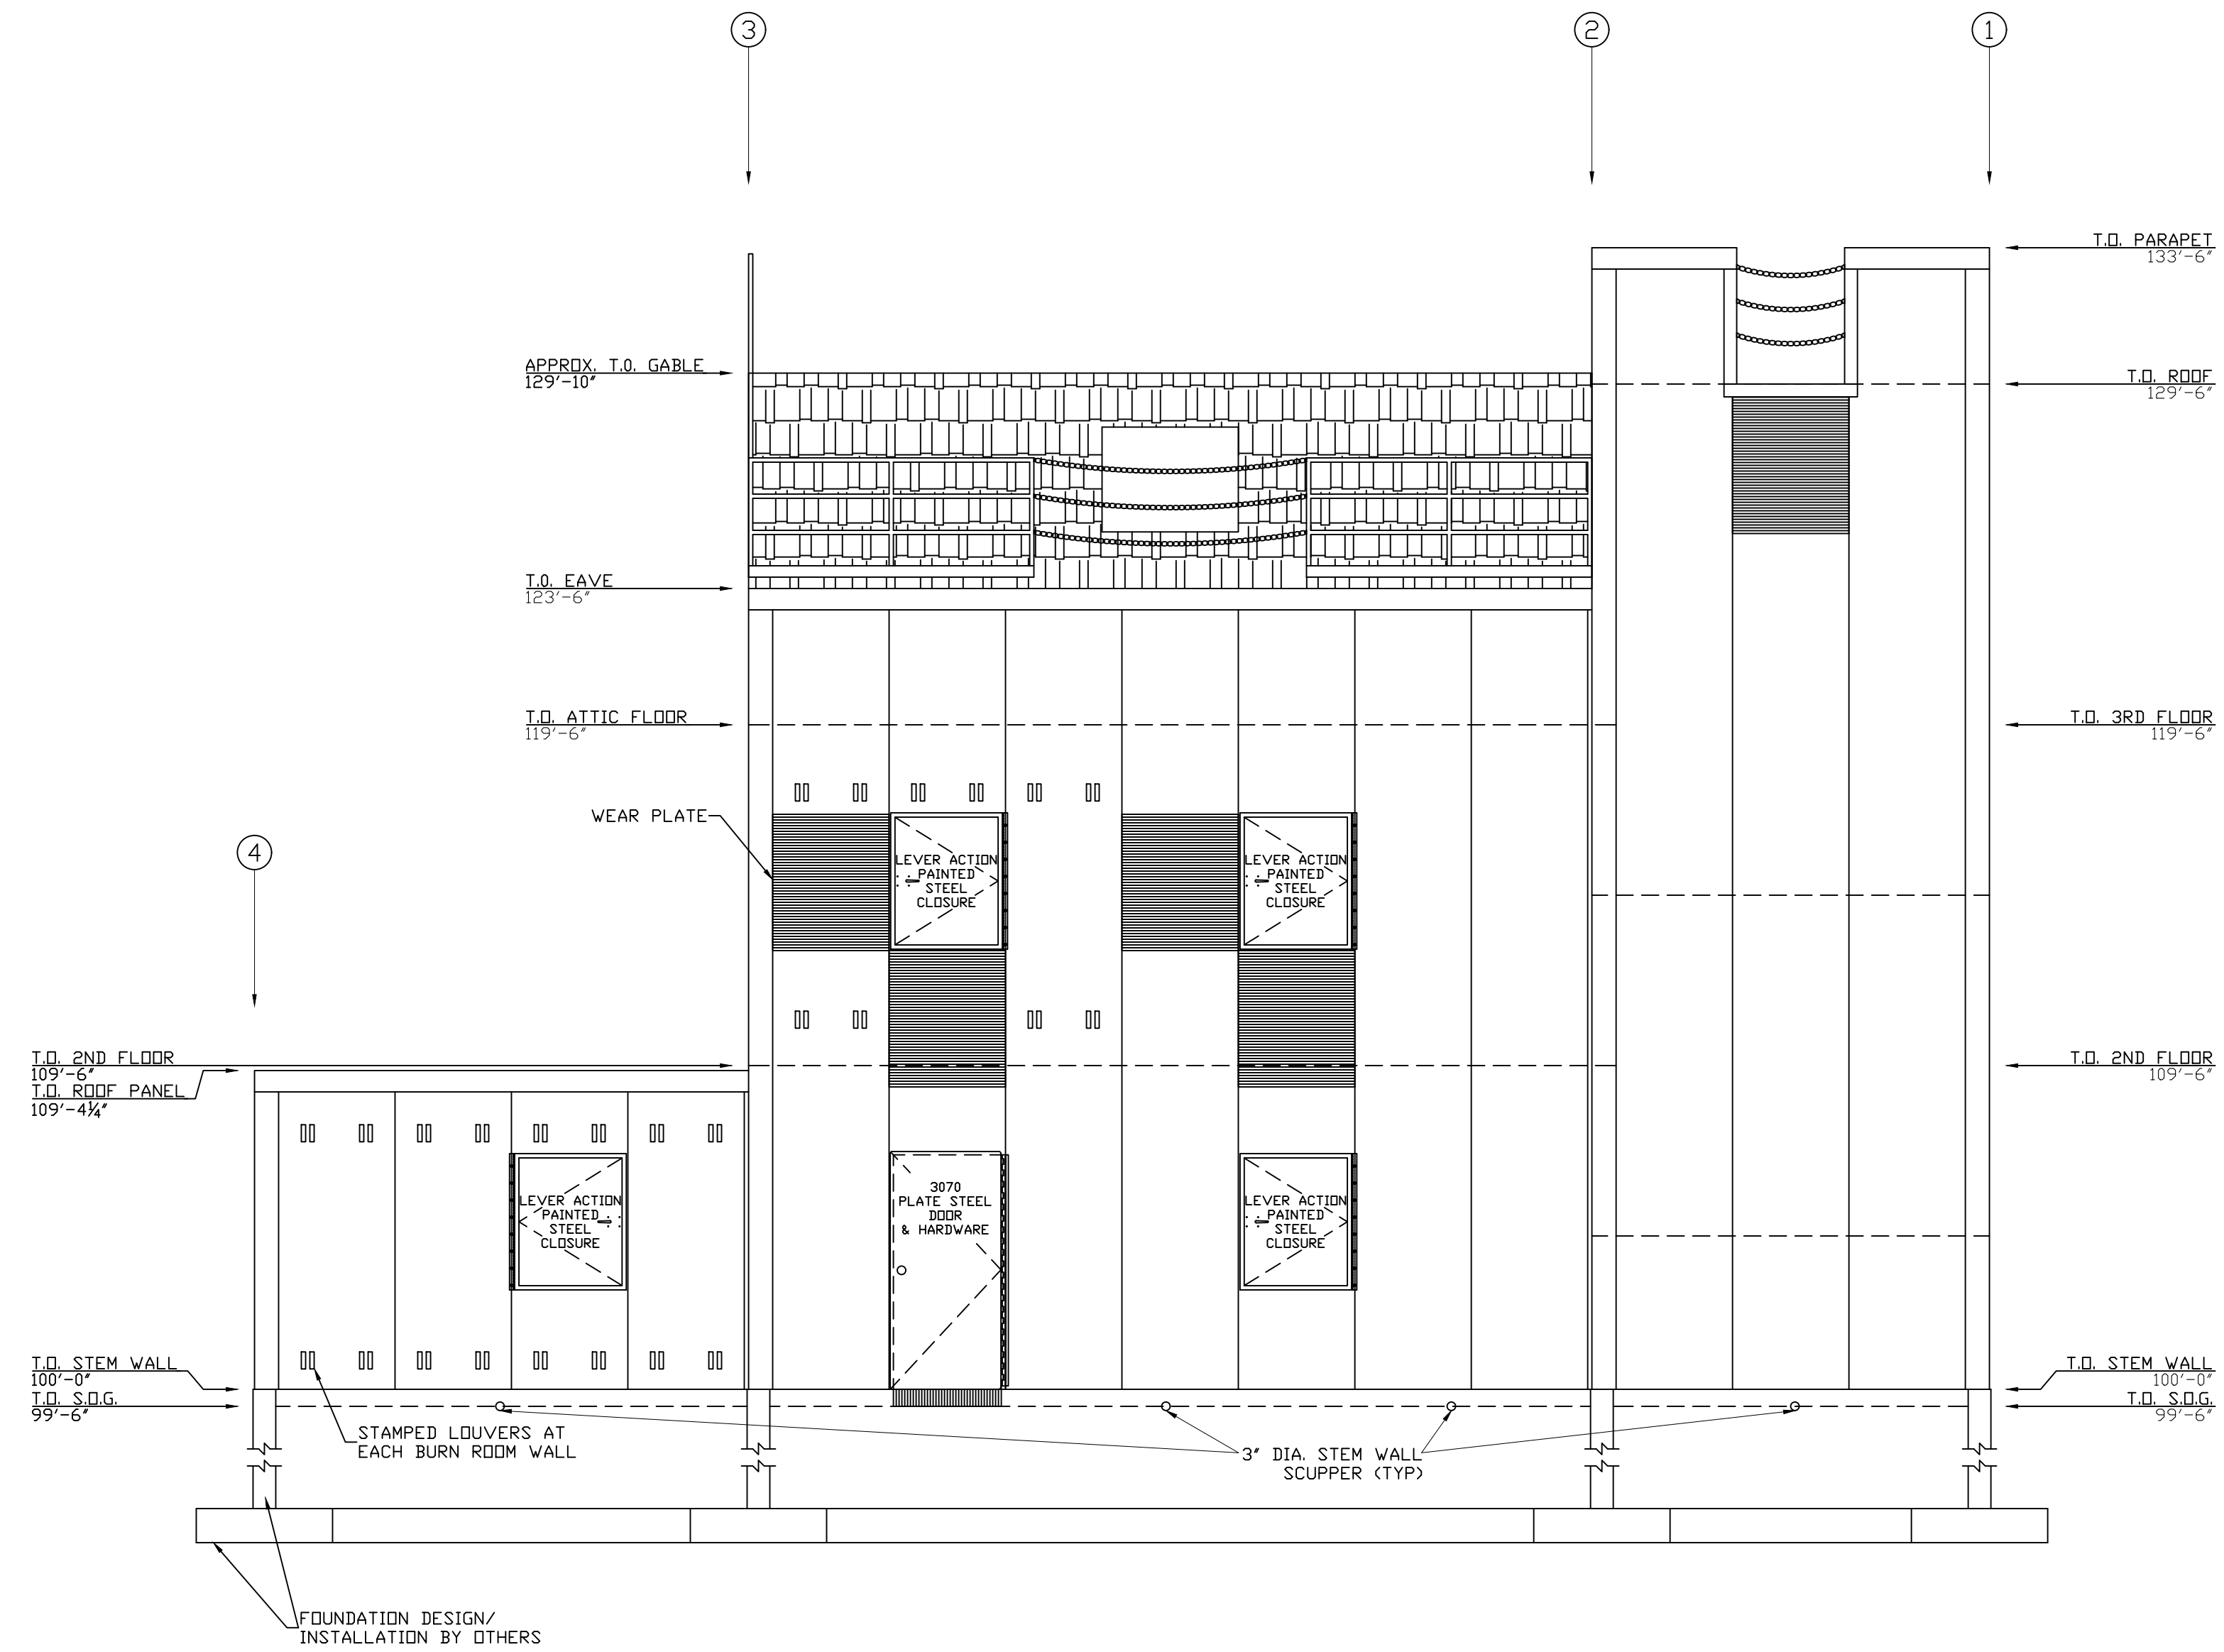 3
2
1
T.O. PARAPET
133'-6"
APPROX. T.O. GABLE
129'-10"
T.O. ROOF
129'-6"
T.O. EAVE
123'-6"
T.O. ATTIC FLOOR
119'-6"
T.O. 3RD FLOOR
119'-6"
WEAR PLATE
4
LEVER ACTION
PAINTED
STEEL
CLOSURE
LEVER ACTION
PAINTED
STEEL
CLOSURE
T.O. 2ND FLOOR
109'-6"
T.O. ROOF PANEL
109'-4¼"
T.O. 2ND FLOOR
109'-6"
LEVER ACTION
PAINTED
STEEL
CLOSURE
3070
PLATE STEEL
DOOR
& HARDWARE
LEVER ACTION
PAINTED
STEEL
CLOSURE
T.O. STEM WALL
100'-0"
T.O. S.O.G.
99'-6"
T.O. STEM WALL
100'-0"
T.O. S.O.G.
99'-6"
STAMPED LOUVERS AT
EACH BURN ROOM WALL
3" DIA. STEM WALL
SCUPPER (TYP)
FOUNDATION DESIGN/
INSTALLATION BY OTHERS